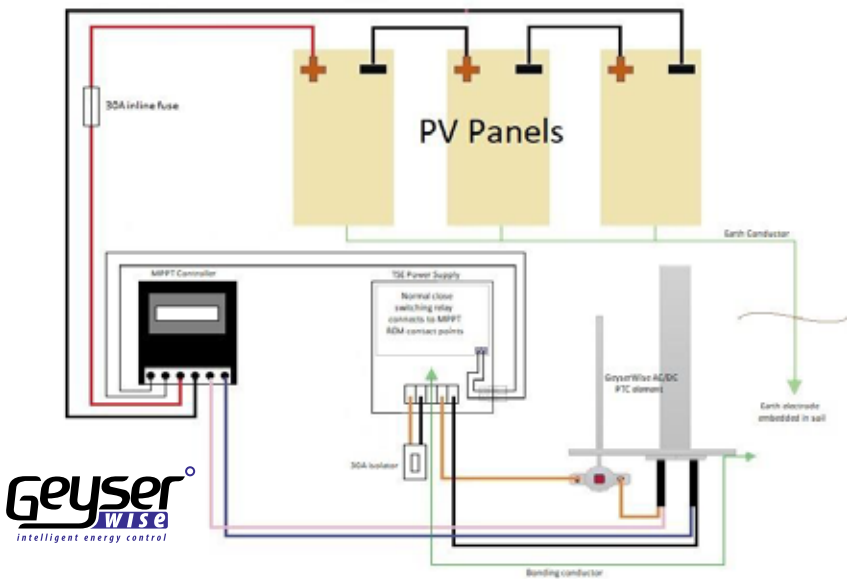 30A inline fuse
PV Panels
Earth Conductor
MPPT Controller
TSE Power Supply
Normal close
switching relay
connects to MPPT
ROM contact points
GeyserWise AC/DC
PTC element
Earth electrode
embedded in soil
30A isolator
Geyser
wise
intelligent energy control
Bonding conductor